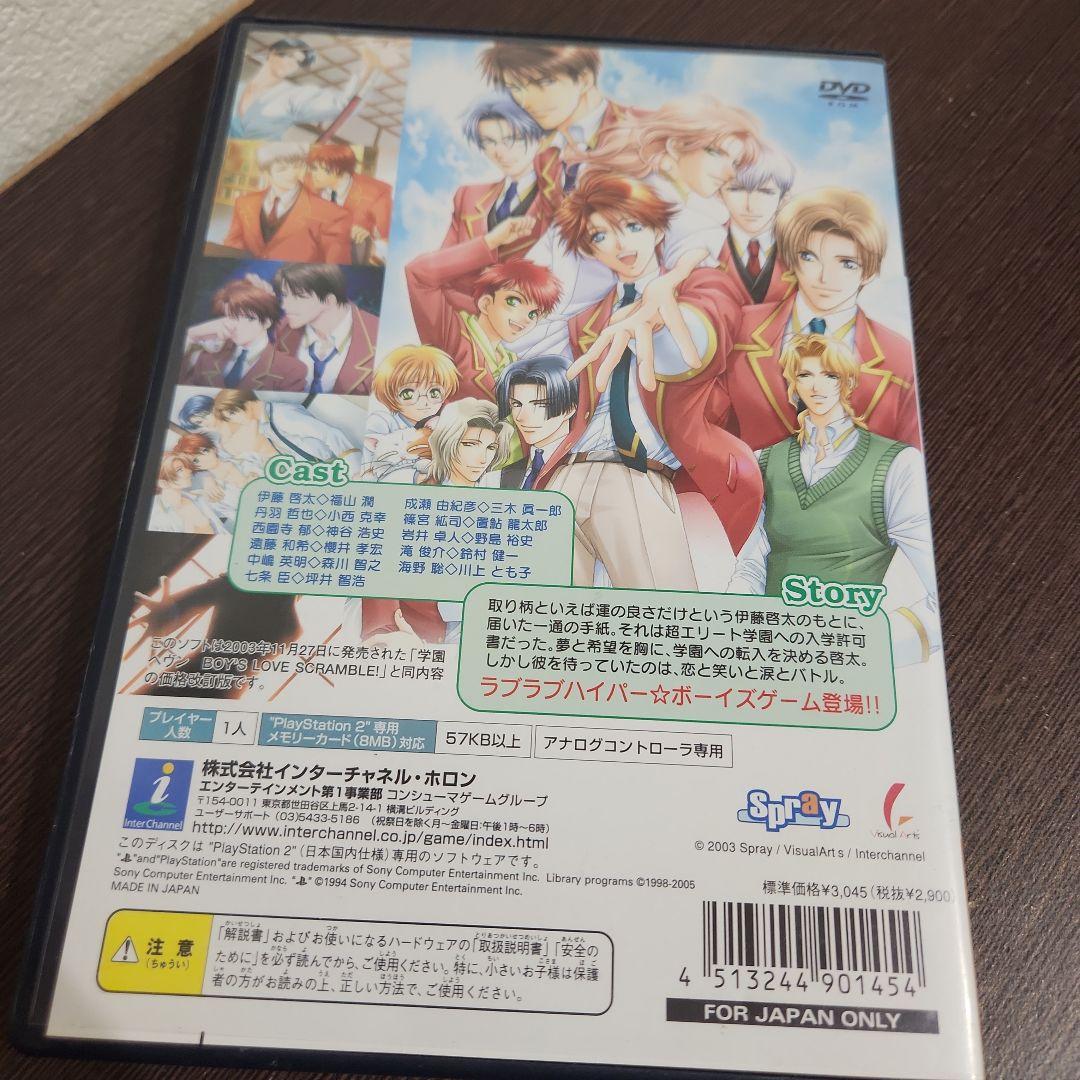 DVD
Cast
伊藤 啓太◇福山 潤
丹羽 哲也◇小西 克幸
西園寺 郁◇神谷 浩史
遠藤 和希◇櫻井 孝宏
中嶋 英明◇森川 智之
七条 臣◇坪井 智浩
成瀬 由紀彦◇三木 眞一郎
篠宮 紘司◇置鮎 龍太郎
岩井 卓人◇野島 裕史
滝 俊介◇鈴村 健一
海野 聡◇川上 とも子
Story
取り柄といえば運の良さだけという伊藤啓太のもとに、
届いた一通の手紙。それは超エリート学園への入学許可
書だった。夢と希望を胸に、学園への転入を決める啓太。
しかし彼を待っていたのは、恋と笑いと涙とバトル。
ラブラブハイパー☆ボーイズゲーム登場!!
このソフトは2003年11月27日に発売された「学園
ヘヴン BOY'S LOVE SCRAMBLE!」と同内容
の価格改訂版です。
プレイヤー
人数
1人
"PlayStation 2"専用
メモリーカード(8MB)対応
57KB以上
アナログコントローラ専用
InterChannel
株式会社インターチャネル・ホロン
エンターテインメント第1事業部 コンシューマゲームグループ
〒154-0011 東京都世田谷区上馬2-14-1 横溝ビルディング
ユーザーサポート (03)5433-5186 (祝祭日を除く月〜金曜日:午後1時〜6時)
http://www.interchannel.co.jp/game/index.html
Spray
Visual Art's
© 2003 Spray / VisualArt s / Interchannel
このディスクは "PlayStation 2" (日本国内仕様) 専用のソフトウェアです。
" "and"PlayStation"are registered trademarks of Sony Computer Entertainment Inc. Library programs ©1998-2005
Sony Computer Entertainment Inc. " " ©1994 Sony Computer Entertainment Inc.
MADE IN JAPAN
標準価格¥3,045(税抜¥2,900)
注意
(ちゅうい)
「解説書」およびお使いになるハードウェアの「取扱説明書」「安全の
ために」を必ず読んでから、ご使用ください。特に、小さいお子様は保護
者の方がお読みの上、正しい方法で、ご使用ください。
4 513244 901454
FOR JAPAN ONLY